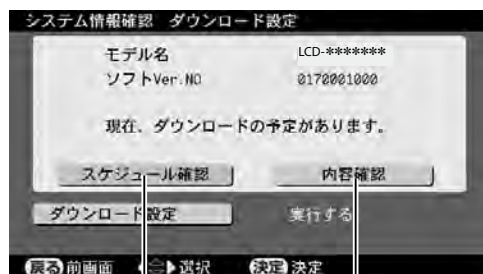 システム情報確認 ダウンロード設定
モデル名 LCD-*******
ソフトVer.NO 0170001000
現在、ダウンロードの予定があります。
スケジュール確認 内容確認
ダウンロード設定 実行する
戻る 前画面 選択 決定 決定